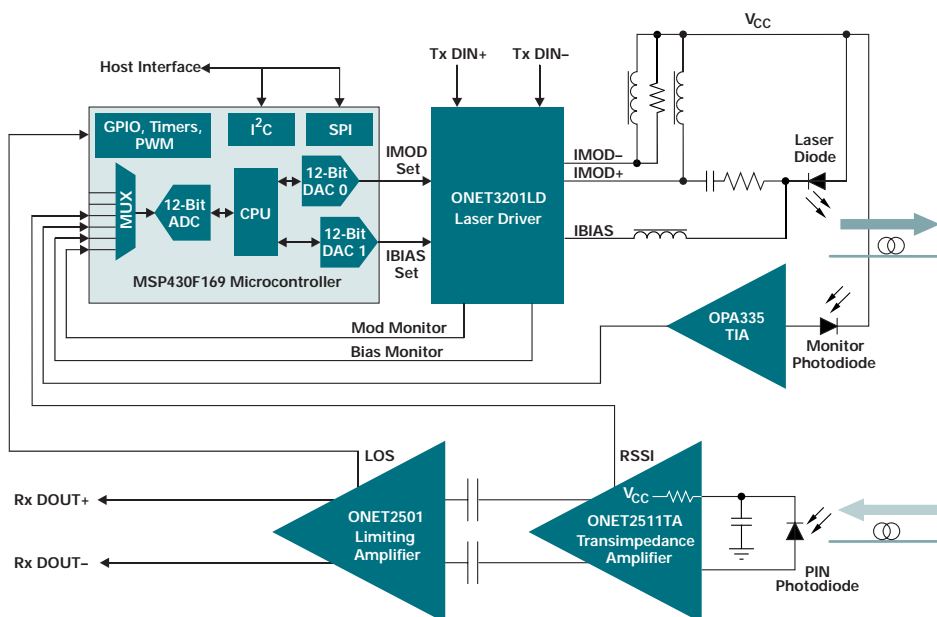 VCC
Tx DIN+
Tx DIN–
Host Interface
GPIO, Timers,
PWM
I2C
SPI
IMOD
Set
12-Bit
DAC 0
MUX
12-Bit
ADC
CPU
12-Bit
DAC 1
IBIAS
Set
MSP430F169 Microcontroller
ONET3201LD
Laser Driver
IMOD–
IMOD+
IBIAS
Laser
Diode
Mod Monitor
Bias Monitor
OPA335
TIA
Monitor
Photodiode
LOS
RSSI
Rx DOUT+
Rx DOUT–
ONET2501
Limiting
Amplifier
VCC
ONET2511TA
Transimpedance
Amplifier
PIN
Photodiode